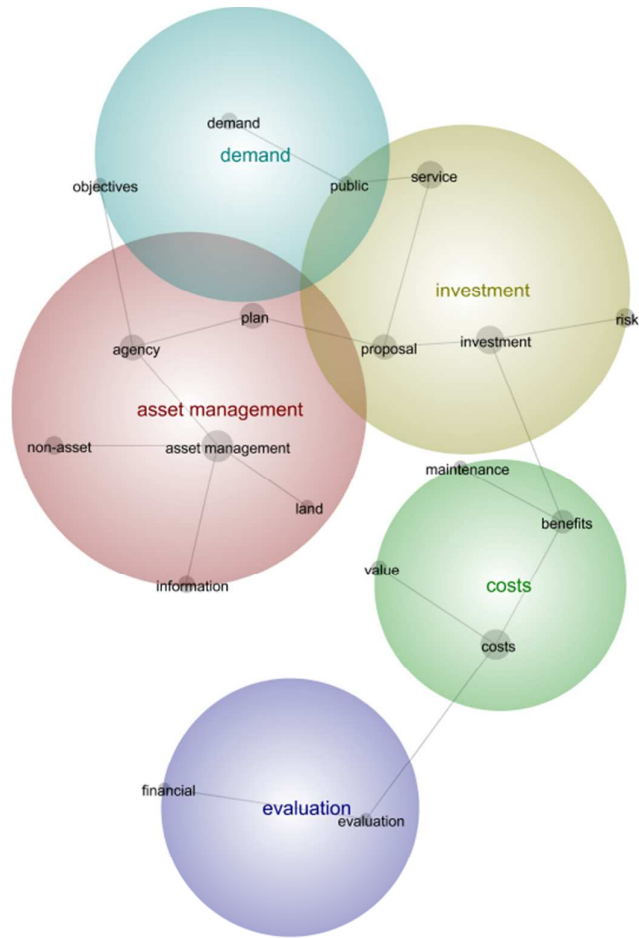 demand
demand
service
objectives
public
investment
plan
risk
agency
proposal
investment
asset management
non-asset
asset management
maintenance
land
benefits
value
information
costs
costs
financial
evaluation
evaluation